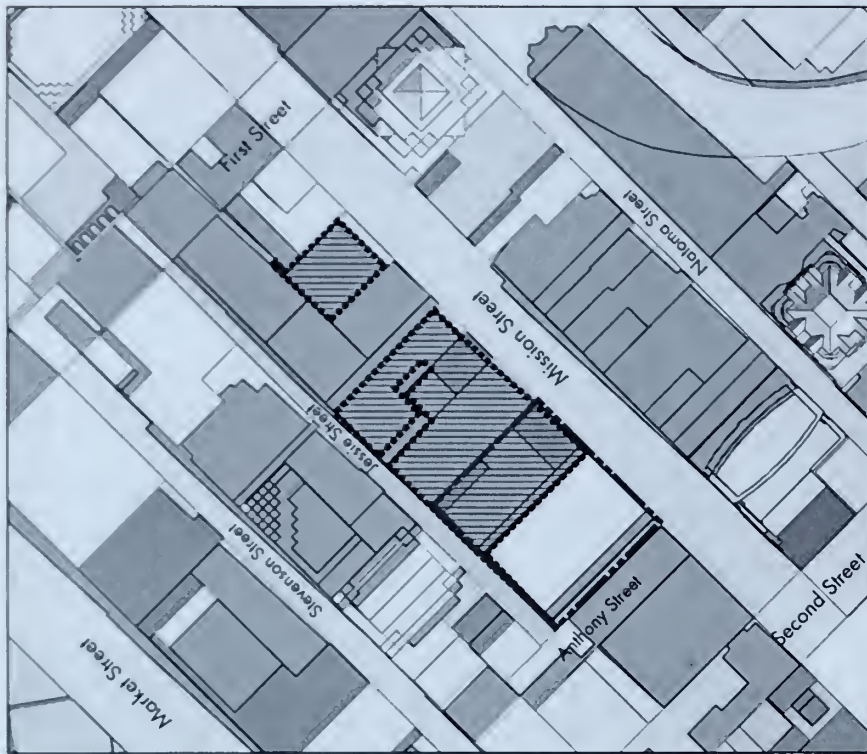 First Street
Natoma Street
Mission Street
Jessie Street
Stevenson Street
Anthony Street
Second Street
Market Street